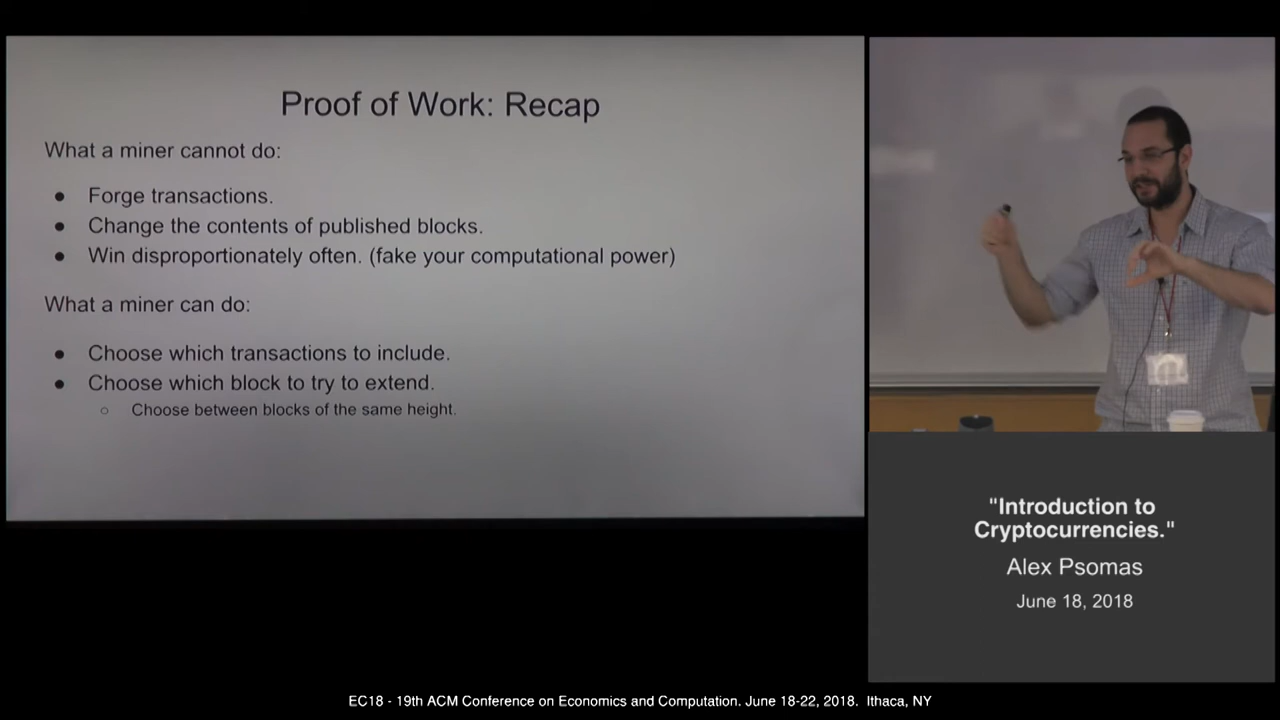 Proof of Work: Recap
What a miner cannot do:
● Forge transactions.
● Change the contents of published blocks.
● Win disproportionately often. (fake your computational power)
What a miner can do:
● Choose which transactions to include.
● Choose which block to try to extend.
○ Choose between blocks of the same height.
"Introduction to
Cryptocurrencies."
Alex Psomas
June 18, 2018
EC18 - 19th ACM Conference on Economics and Computation. June 18-22, 2018. Ithaca, NY